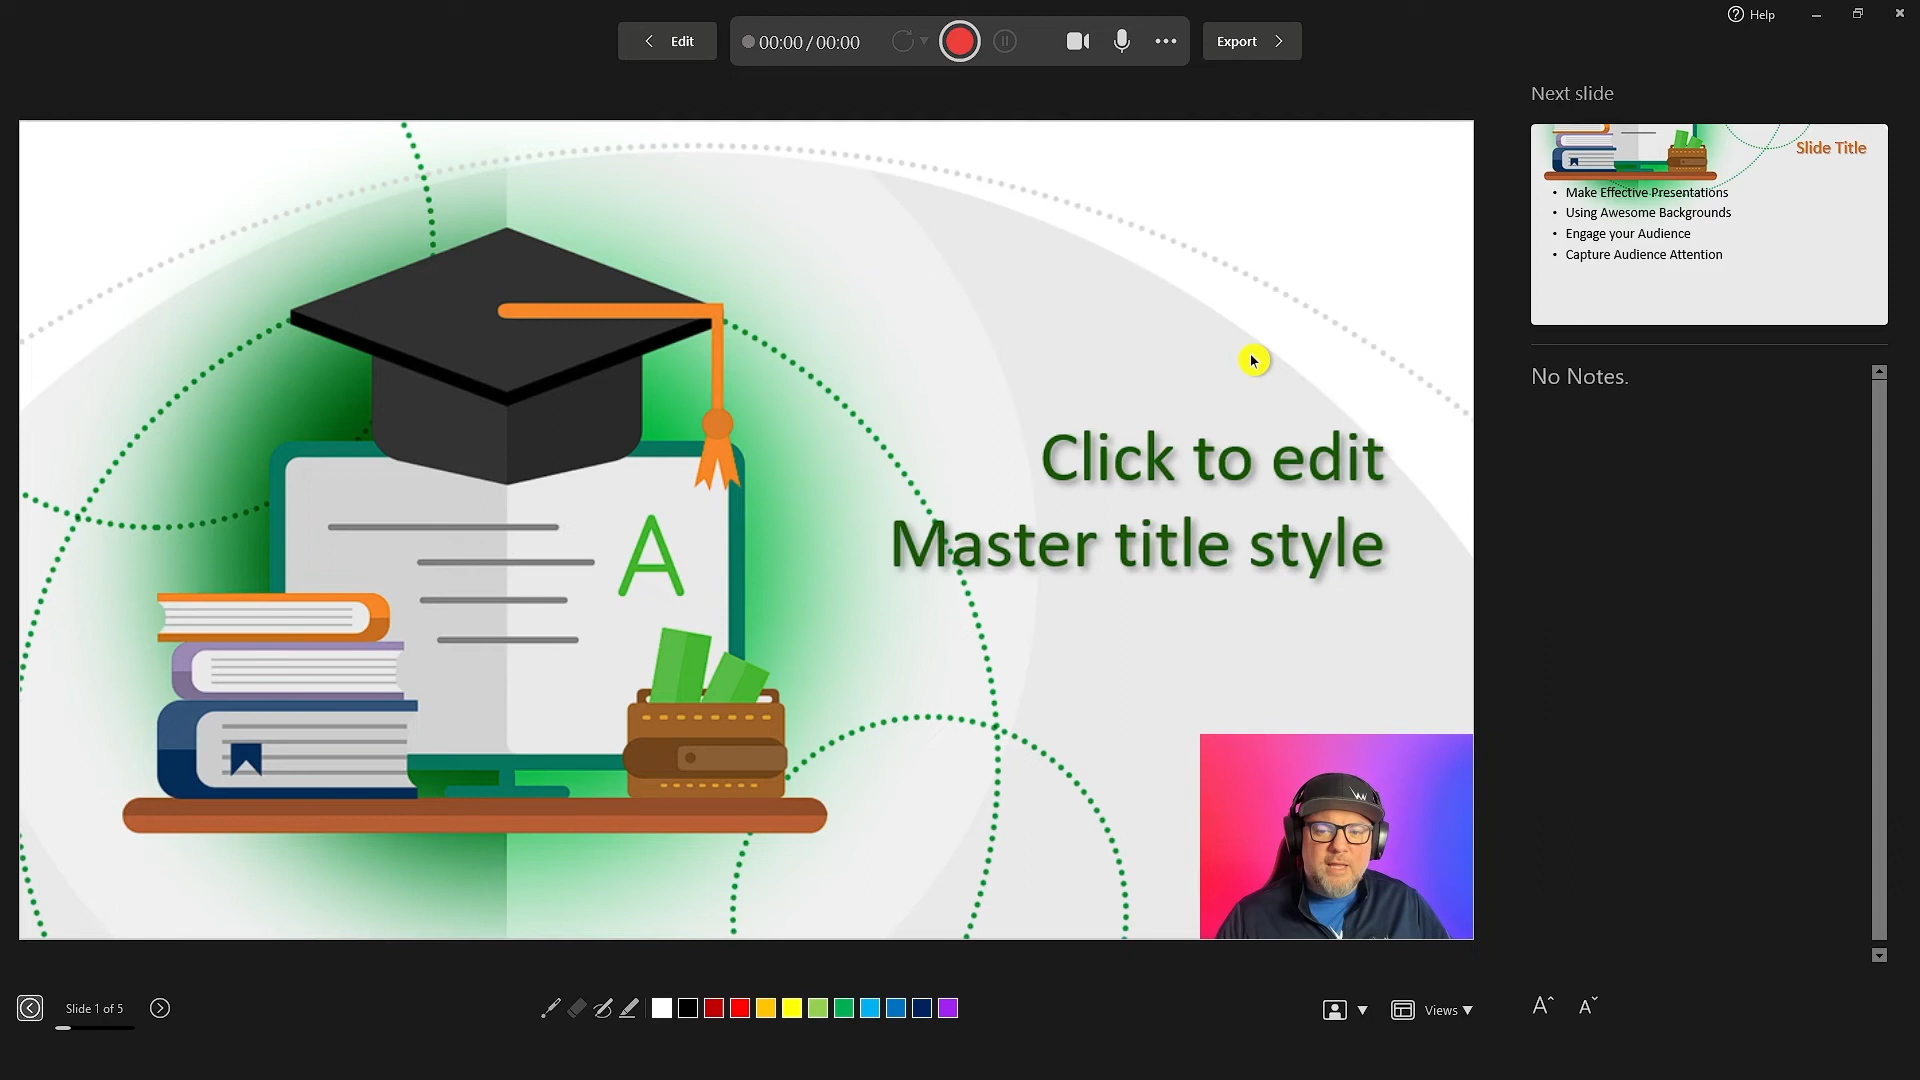 Help
Edit
00:00 / 00:00
Export
Next slide
Slide Title
• Make Effective Presentations
• Using Awesome Backgrounds
• Engage your Audience
• Capture Audience Attention
No Notes.
Click to edit
Master title style
A
Slide 1 of 5
Views
A
A